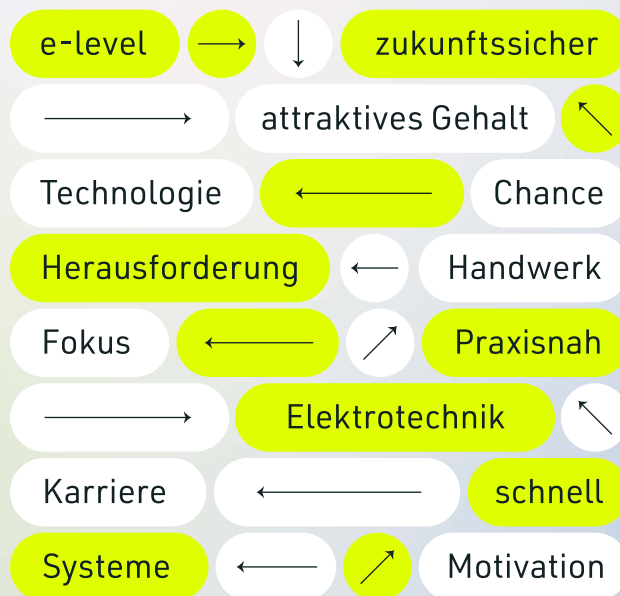 e-level zukunftssicher
attraktives Gehalt
Technologie Chance
Herausforderung Handwerk
Fokus Praxisnah
Elektrotechnik
Karriere schnell
Systeme Motivation